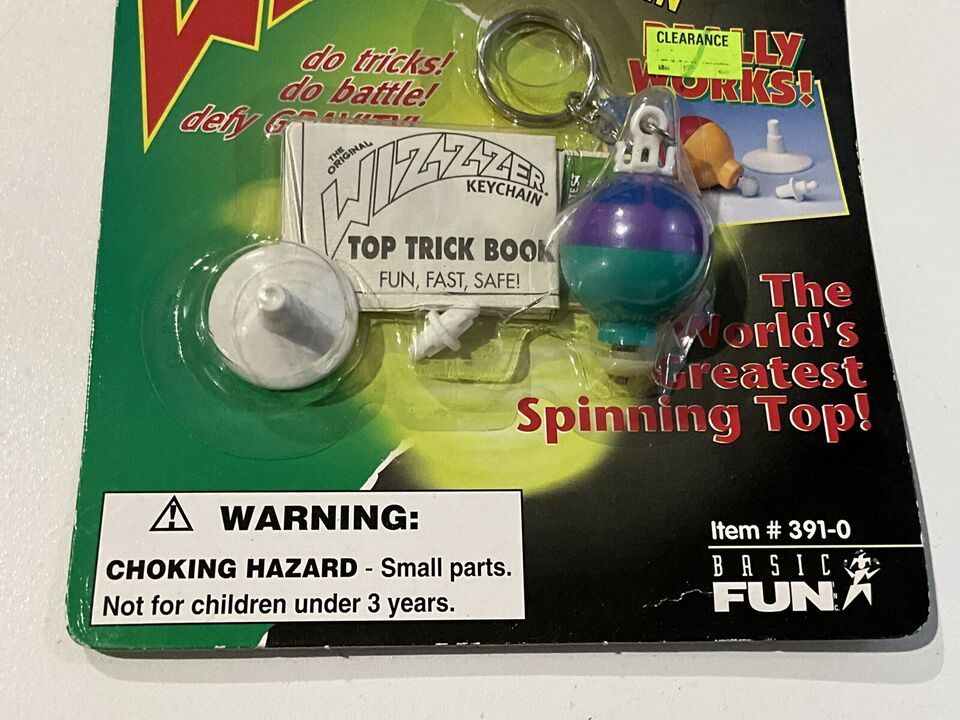 do tricks!
do battle!
defy GRAVITY!
CLEARANCE
REALLY
WORKS!
THE
ORIGINAL
WIZZZER
KEYCHAIN
TOP TRICK BOOK
FUN, FAST, SAFE!
The
World's
Greatest
Spinning Top!
WARNING:
CHOKING HAZARD - Small parts.
Not for children under 3 years.
Item # 391-0
BASIC
FUN INC.